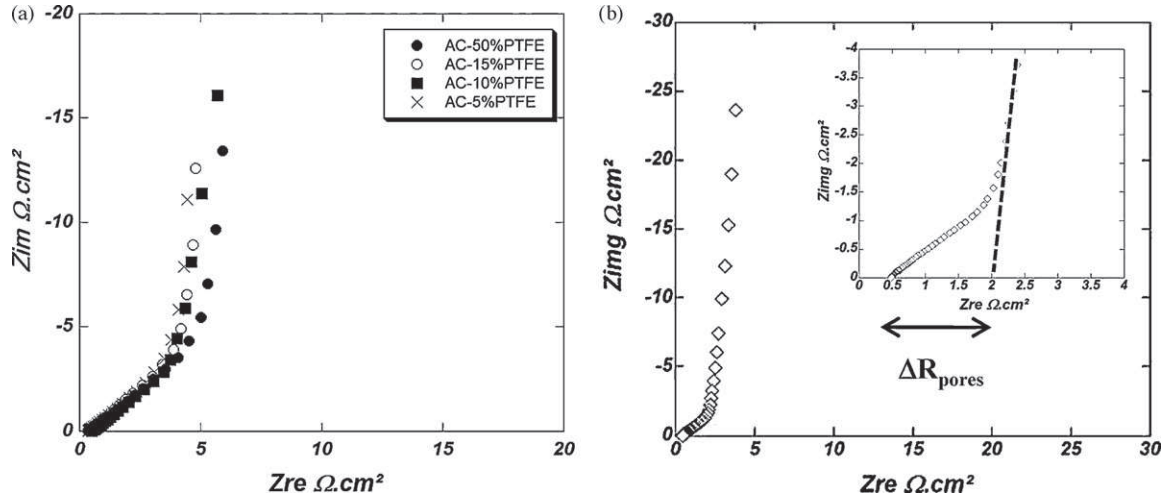 (a)
-20
-15
-10
-5
0
Zim Ω.cm²
AC-50%PTFE
AC-15%PTFE
AC-10%PTFE
AC-5%PTFE
0 5 10 15 20
Zre Ω.cm²
(b)
-30
-25
-20
-15
-10
-5
0
Zimg Ω.cm²
-4
-3.5
-3
-2.5
-2
-1.5
-1
-0.5
0
Zimg Ω.cm²
0 0.5 1 1.5 2 2.5 3 3.5 4
Zre Ω.cm²
ΔRpores
0 5 10 15 20 25 30
Zre Ω.cm²